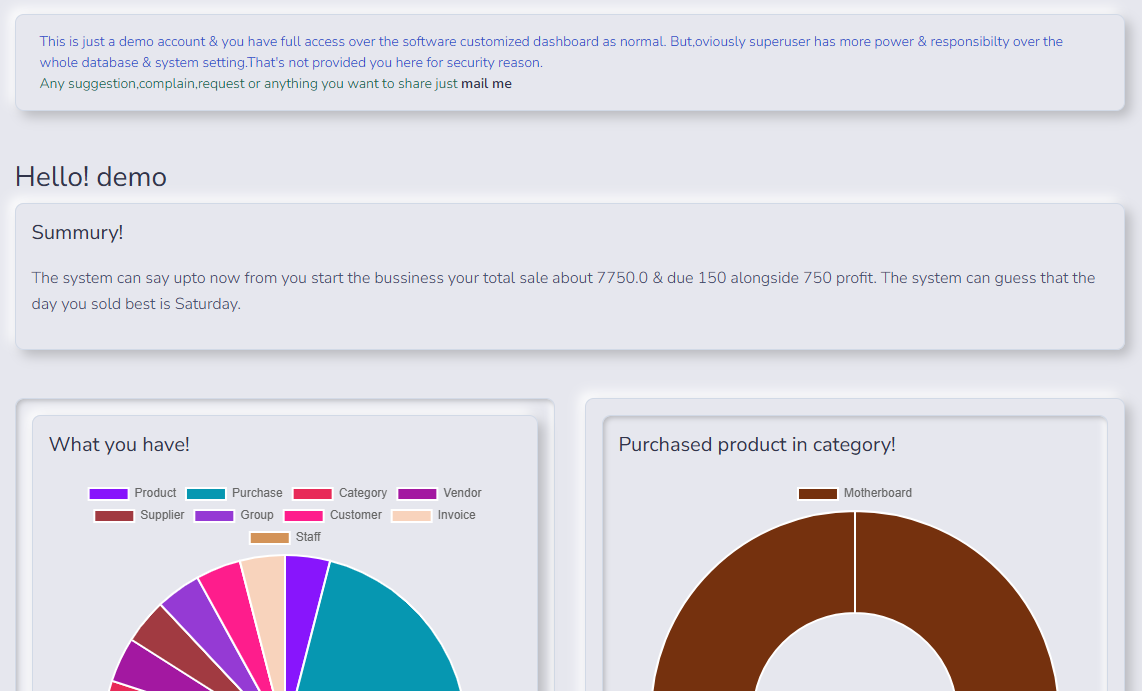 This is just a demo account & you have full access over the software customized dashboard as normal. But,oviously superuser has more power & responsibilty over the
whole database & system setting.That's not provided you here for security reason.
Any suggestion,complain,request or anything you want to share just mail me
Hello! demo
Summury!
The system can say upto now from you start the bussiness your total sale about 7750.0 & due 150 alongside 750 profit. The system can guess that the
day you sold best is Saturday.
What you have!
Product Purchase Category Vendor
Supplier Group Customer Invoice
Staff
Purchased product in category!
Motherboard